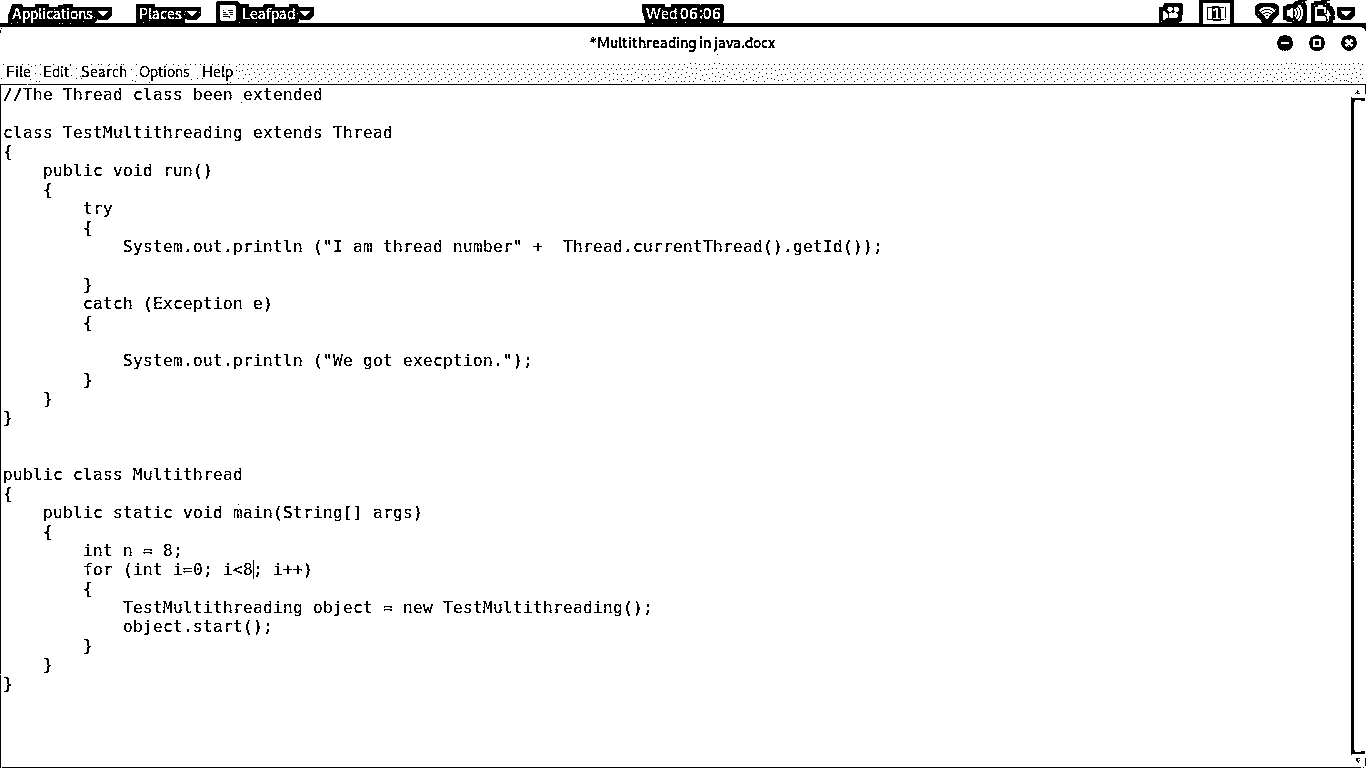 Applications Places Leafpad Wed 06:06 1
*Multithreading in java.docx
File Edit Search Options Help
//The Thread class been extended
class TestMultithreading extends Thread
{
    public void run()
    {
        try
        {
            System.out.println ("I am thread number" +  Thread.currentThread().getId());
        }
        catch (Exception e)
        {
            System.out.println ("We got execption.");
        }
    }
}
public class Multithread
{
    public static void main(String[] args)
    {
        int n = 8;
        for (int i=0; i<8; i++)
        {
            TestMultithreading object = new TestMultithreading();
            object.start();
        }
    }
}